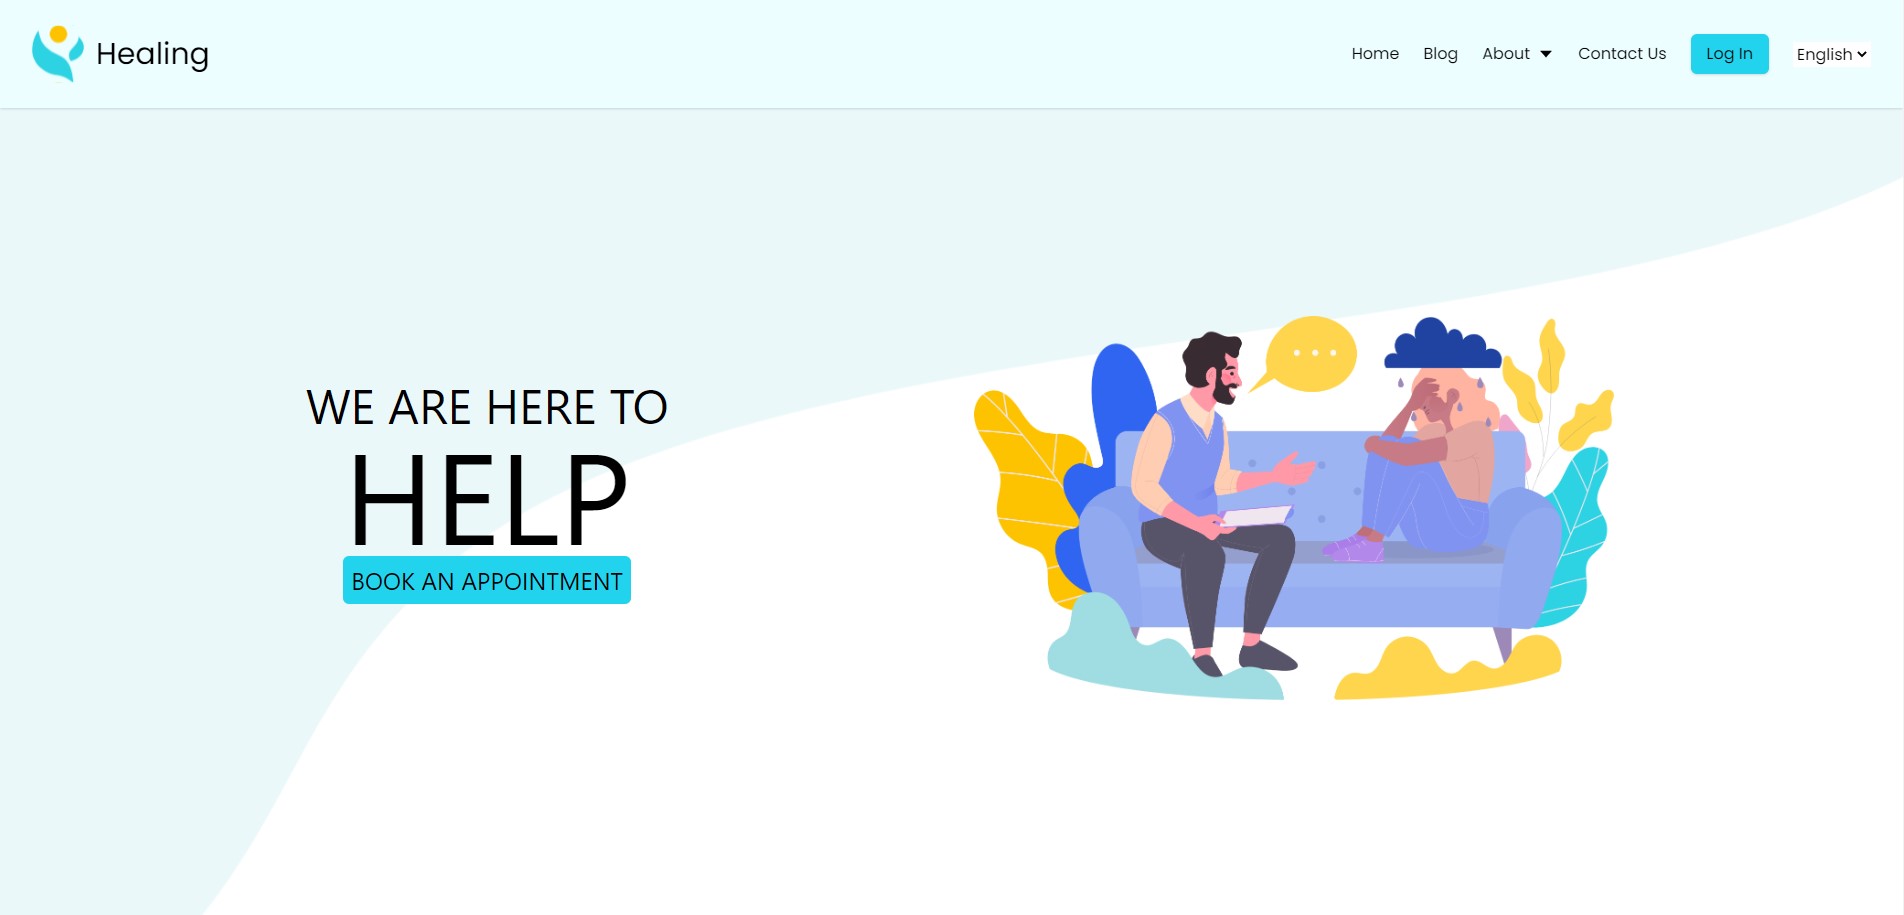 Healing
Home Blog About Contact Us Log In English
WE ARE HERE TO
HELP
BOOK AN APPOINTMENT